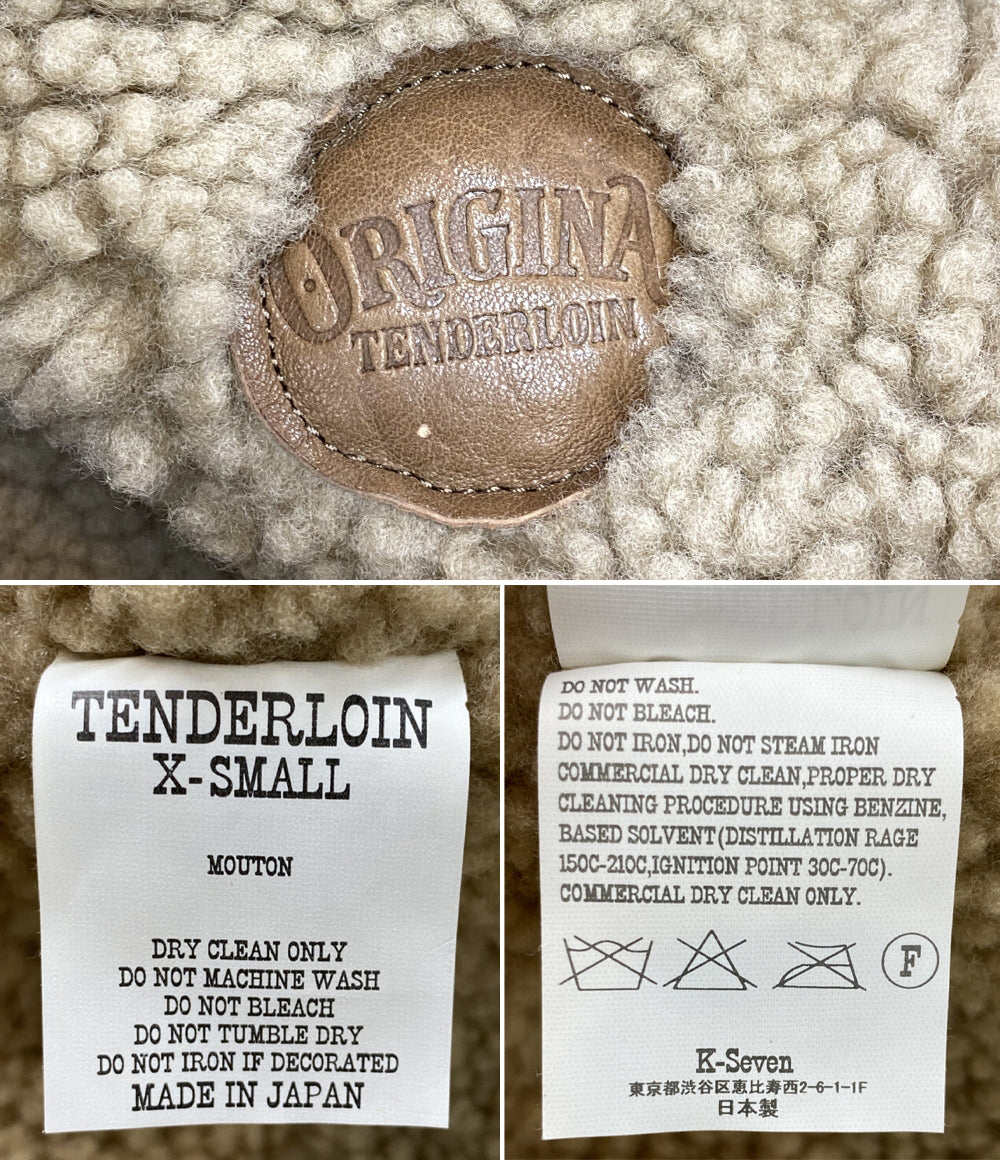 ORIGINA
TENDERLOIN
TENDERLOIN
X-SMALL
MOUTON
DRY CLEAN ONLY
DO NOT MACHINE WASH
DO NOT BLEACH
DO NOT TUMBLE DRY
DO NOT IRON IF DECORATED
MADE IN JAPAN
DO NOT WASH.
DO NOT BLEACH.
DO NOT IRON,DO NOT STEAM IRON
COMMERCIAL DRY CLEAN,PROPER DRY
CLEANING PROCEDURE USING BENZINE,
BASED SOLVENT(DISTILLATION RAGE
150C-210C,IGNITION POINT 30C-70C).
COMMERCIAL DRY CLEAN ONLY.
F
K-Seven
東京都渋谷区恵比寿西2-6-1-1F
日本製